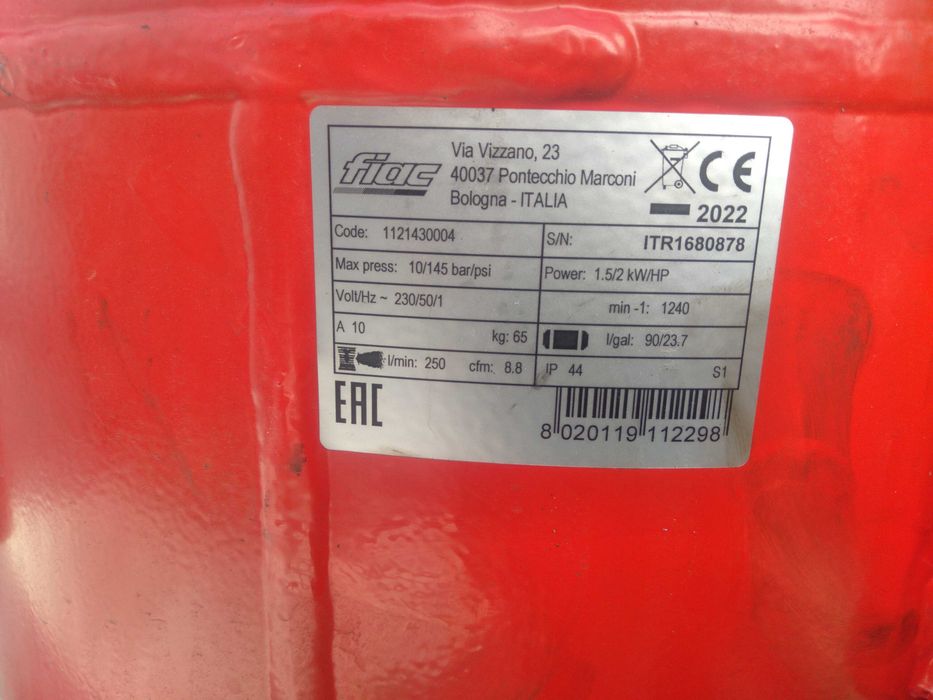 fiac
Via Vizzano, 23
40037 Pontecchio Marconi
Bologna - ITALIA
CE
2022
Code: 1121430004
S/N: ITR1680878
Max press: 10/145 bar/psi
Power: 1.5/2 kW/HP
Volt/Hz ~ 230/50/1
min -1: 1240
A 10 kg: 65
l/gal: 90/23.7
l/min: 250 cfm: 8.8
IP 44 S1
EAC
8 020119 112298